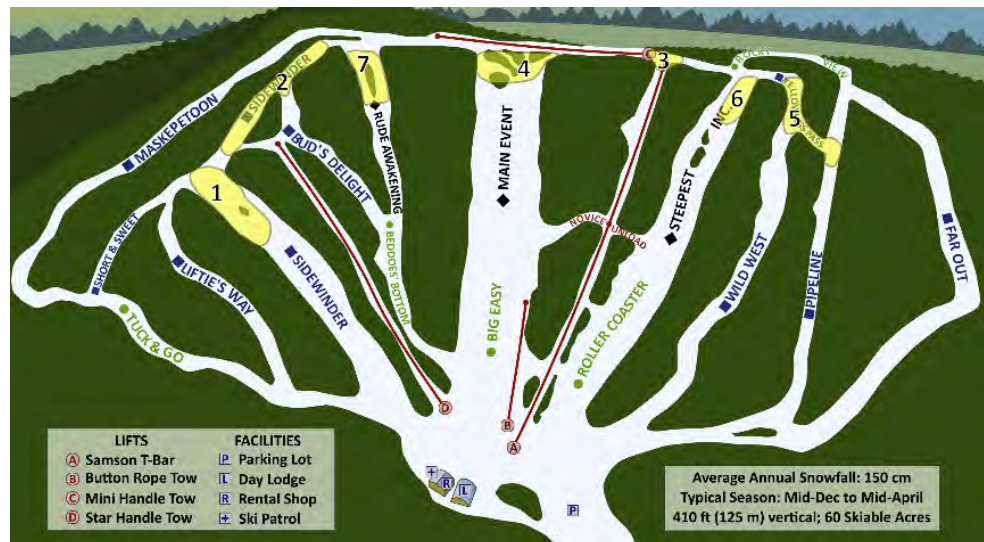 C
ROCKY
VIEW
7
3
4
2
SIDEWINDER
6
5
MASKEPETOON
BUD'S DELIGHT
RUDE AWAKENING
MAIN EVENT
STEEPEST
INC.
1
NOVICE UNLOAD
SHORT & SWEET
LIFTIE'S WAY
SIDEWINDER
BEDDOES' BOTTOM
BIG EASY
ROLLER COASTER
WILD WEST
PIPELINE
FAR OUT
TUCK & GO
D
B
A
LIFTS
A Samson T-Bar
B Button Rope Tow
C Mini Handle Tow
D Star Handle Tow
FACILITIES
P Parking Lot
L Day Lodge
R Rental Shop
+ Ski Patrol
+
R
L
P
Average Annual Snowfall: 150 cm
Typical Season: Mid-Dec to Mid-April
410 ft (125 m) vertical; 60 Skiable Acres